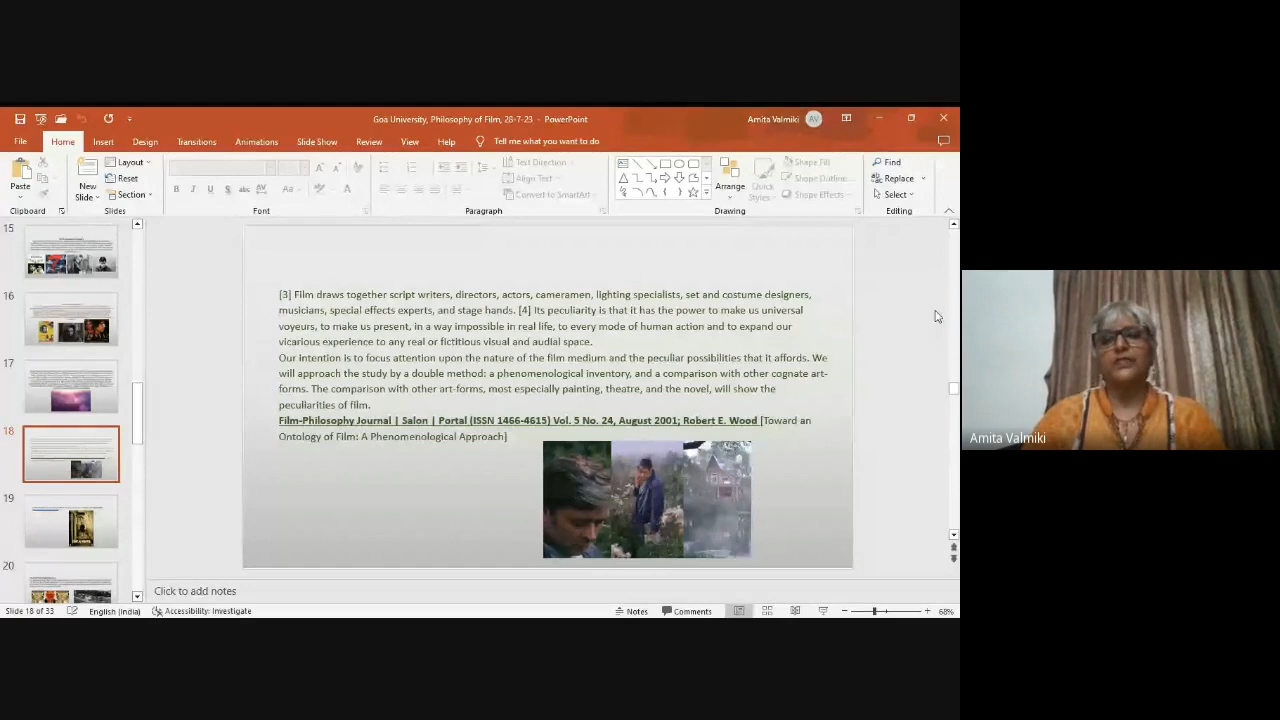 Goa University, Philosophy of Film, 28-7-23 - PowerPoint
Amita Valmiki AV
File Home Insert Design Transitions Animations Slide Show Review View Help Tell me what you want to do
Paste
Clipboard
New
Slide
Layout
Reset
Section
Slides
B I U S abc AV Aa A
Font
Text Direction
Align Text
Convert to SmartArt
Paragraph
Arrange
Quick
Styles
Shape Fill
Shape Outline
Shape Effects
Drawing
Find
Replace
Select
Editing
15
16
17
18
19
20
[3] Film draws together script writers, directors, actors, cameramen, lighting specialists, set and costume designers,
musicians, special effects experts, and stage hands. [4] Its peculiarity is that it has the power to make us universal
voyeurs, to make us present, in a way impossible in real life, to every mode of human action and to expand our
vicarious experience to any real or fictitious visual and audial space.
Our intention is to focus attention upon the nature of the film medium and the peculiar possibilities that it affords. We
will approach the study by a double method: a phenomenological inventory, and a comparison with other cognate art-
forms. The comparison with other art-forms, most especially painting, theatre, and the novel, will show the
peculiarities of film.
Film-Philosophy Journal | Salon | Portal (ISSN 1466-4615) Vol. 5 No. 24, August 2001; Robert E. Wood [Toward an
Ontology of Film: A Phenomenological Approach]
Click to add notes
Slide 18 of 33 English (India) Accessibility: Investigate Notes Comments 68%
Amita Valmiki